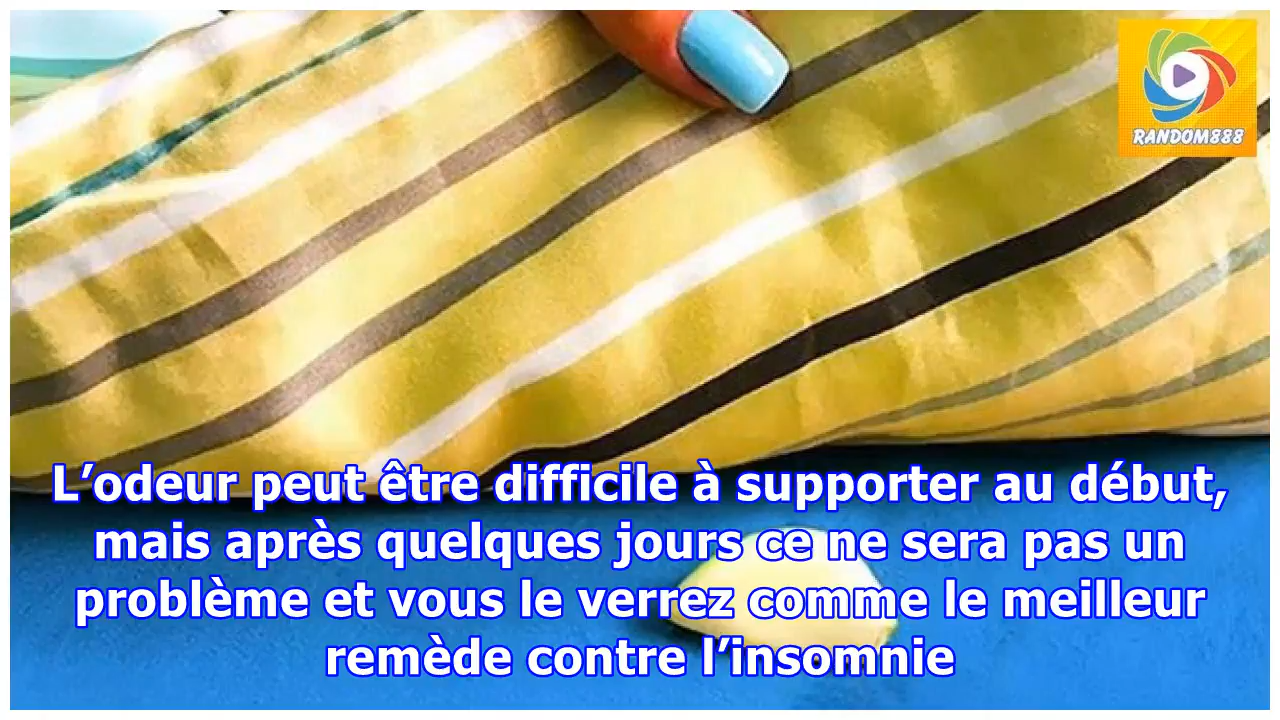 RANDOM888
L’odeur peut être difficile à supporter au début,
mais après quelques jours ce ne sera pas un
problème et vous le verrez comme le meilleur
remède contre l’insomnie